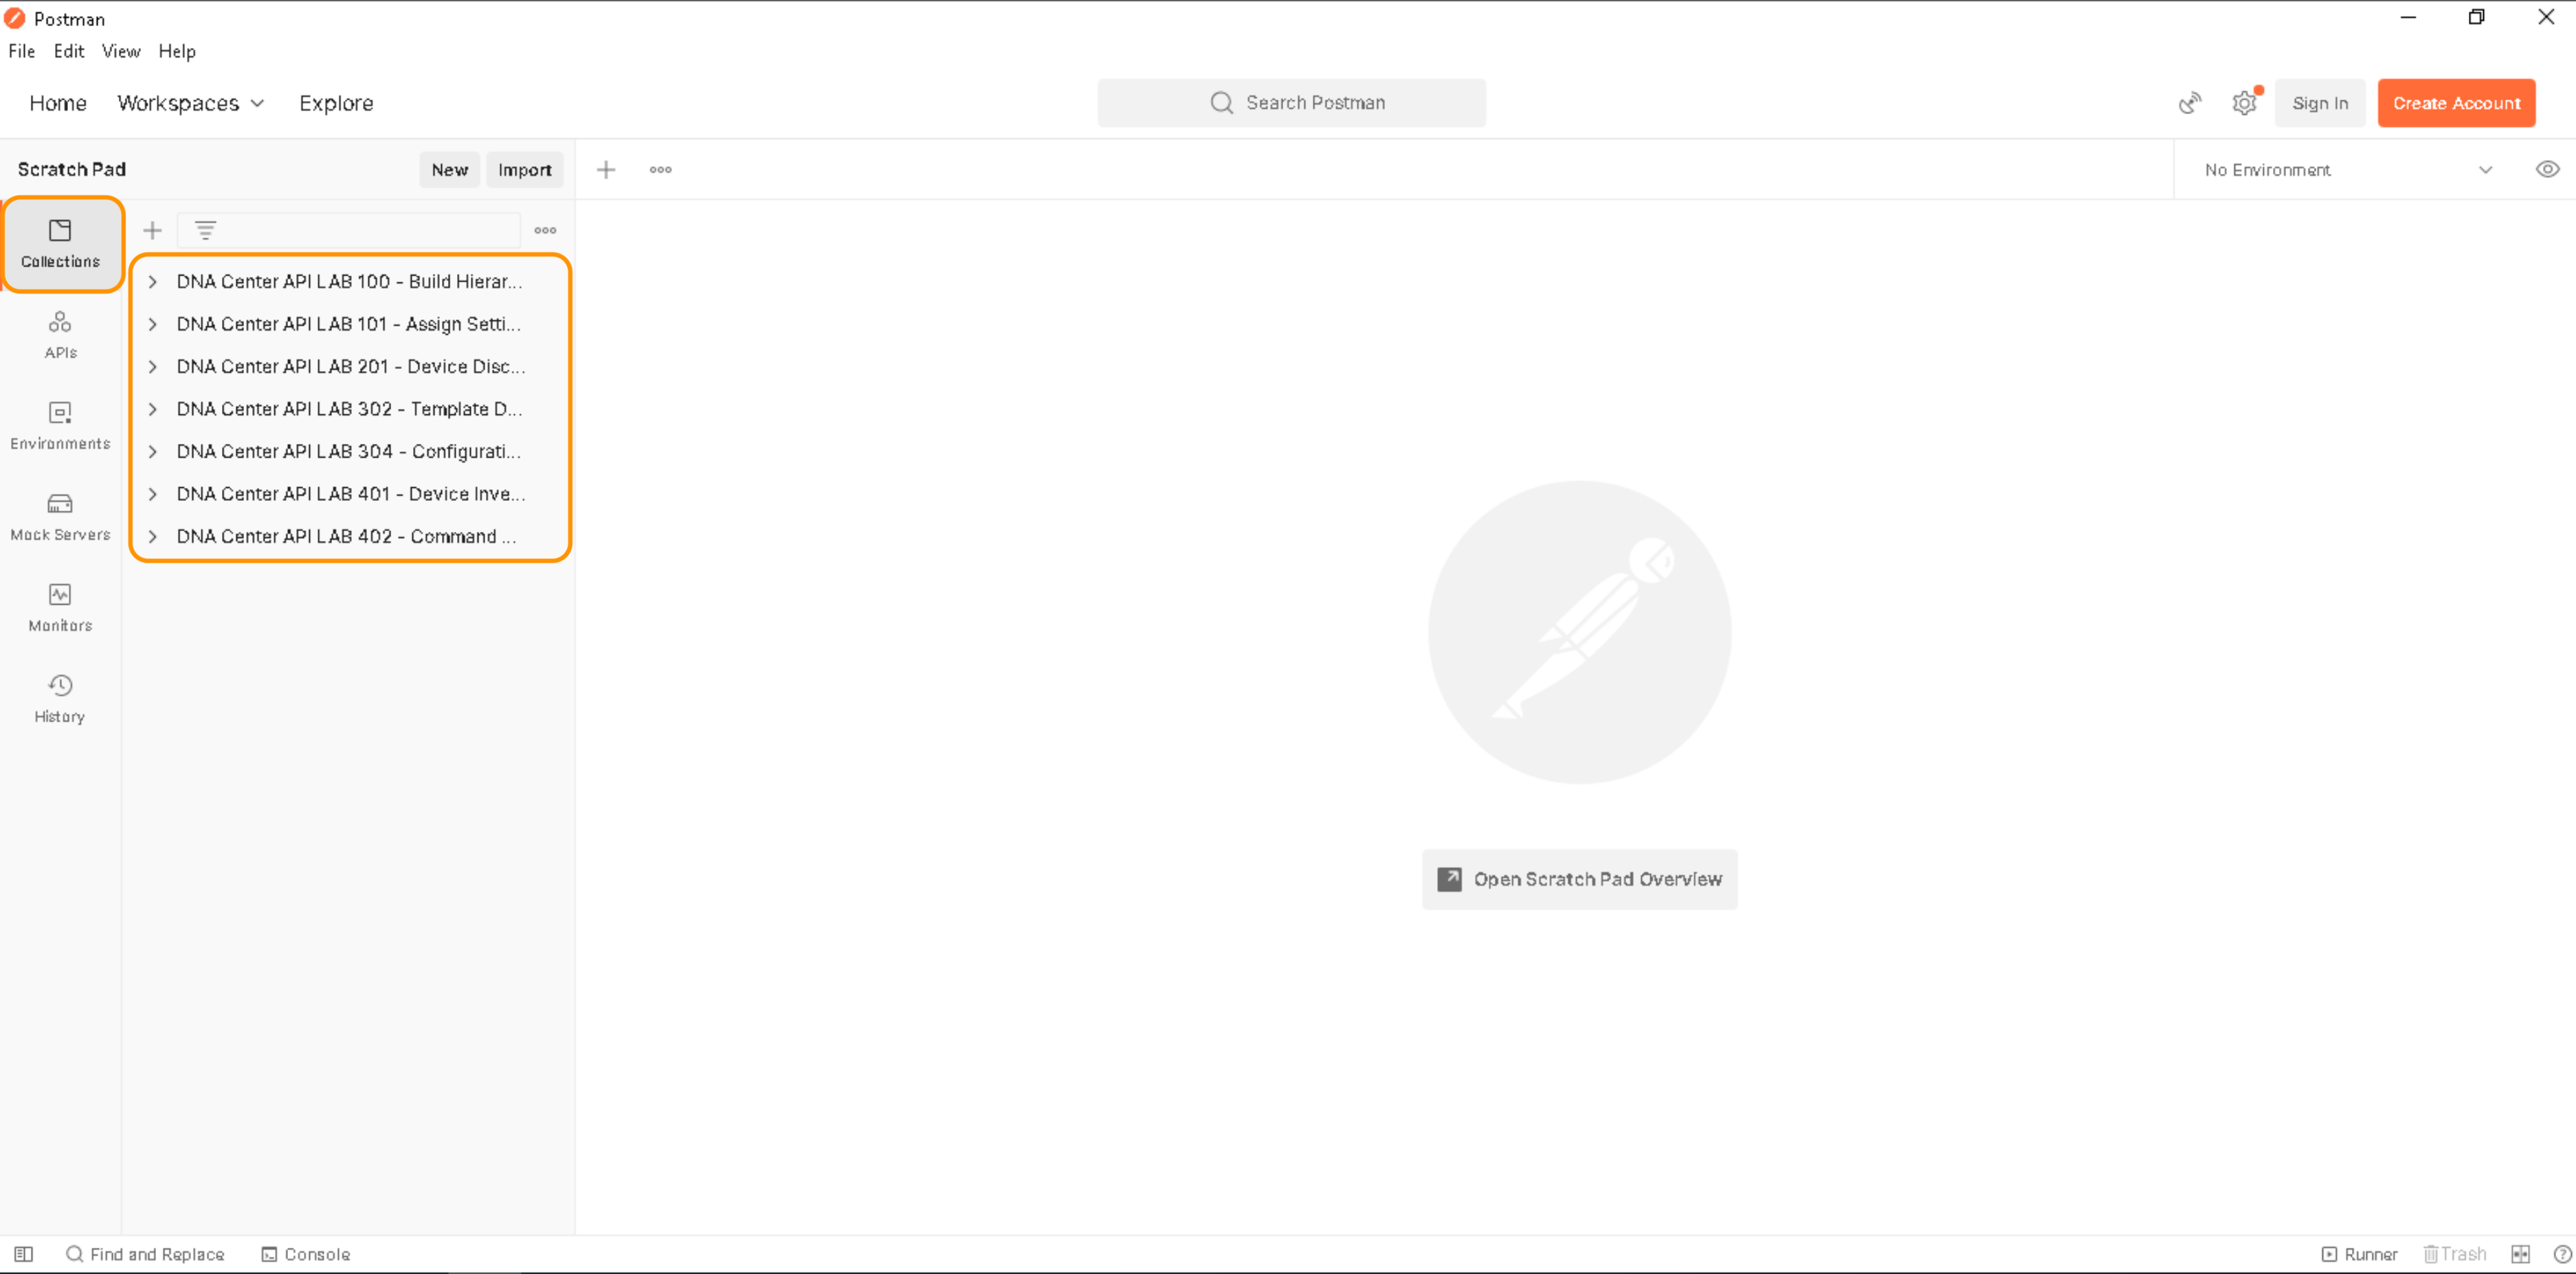 Postman
File Edit View Help
Home Workspaces Explore
Search Postman
Sign In
Create Account
Scratch Pad
New
Import
No Environment
Collections
APIs
Environments
Mock Servers
Monitors
History
DNA Center API LAB 100 - Build Hierar...
DNA Center API LAB 101 - Assign Setti...
DNA Center API LAB 201 - Device Disc...
DNA Center API LAB 302 - Template D...
DNA Center API LAB 304 - Configurati...
DNA Center API LAB 401 - Device Inve...
DNA Center API LAB 402 - Command ...
Open Scratch Pad Overview
Find and Replace
Console
Runner
Trash